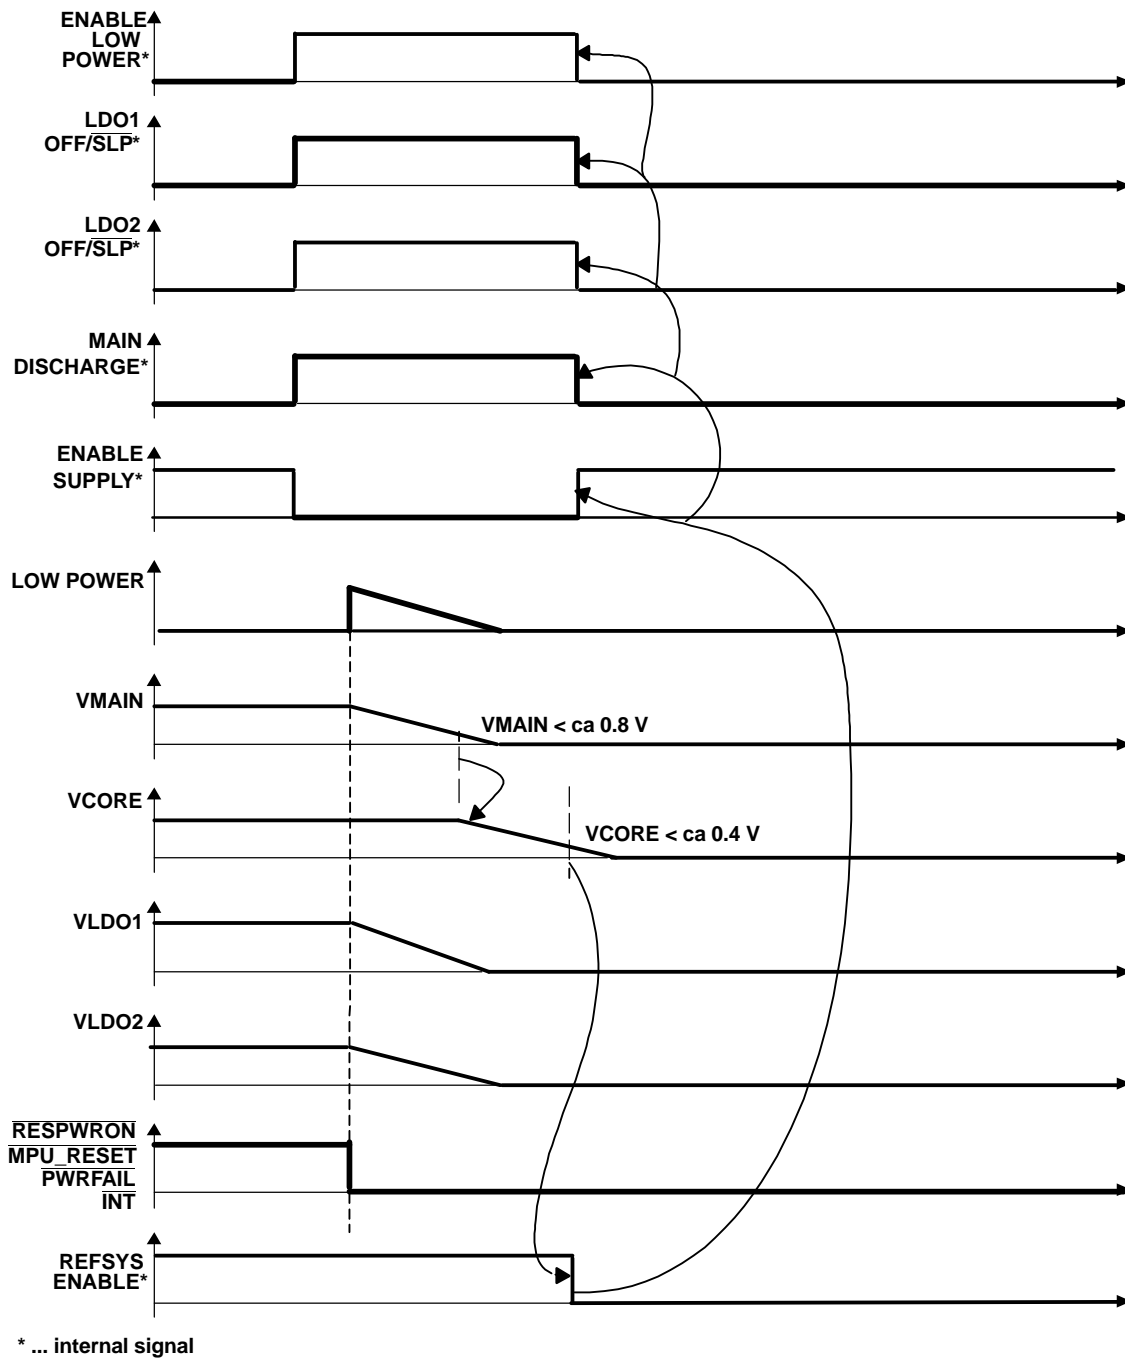 ENABLE
LOW
POWER*
LDO1
OFF/SLP*
LDO2
OFF/SLP*
MAIN
DISCHARGE*
ENABLE
SUPPLY*
LOW POWER
VMAIN
VMAIN < ca 0.8 V
VCORE
VCORE < ca 0.4 V
VLDO1
VLDO2
RESPWRON
MPU_RESET
PWRFAIL
INT
REFSYS
ENABLE*
* ... internal signal